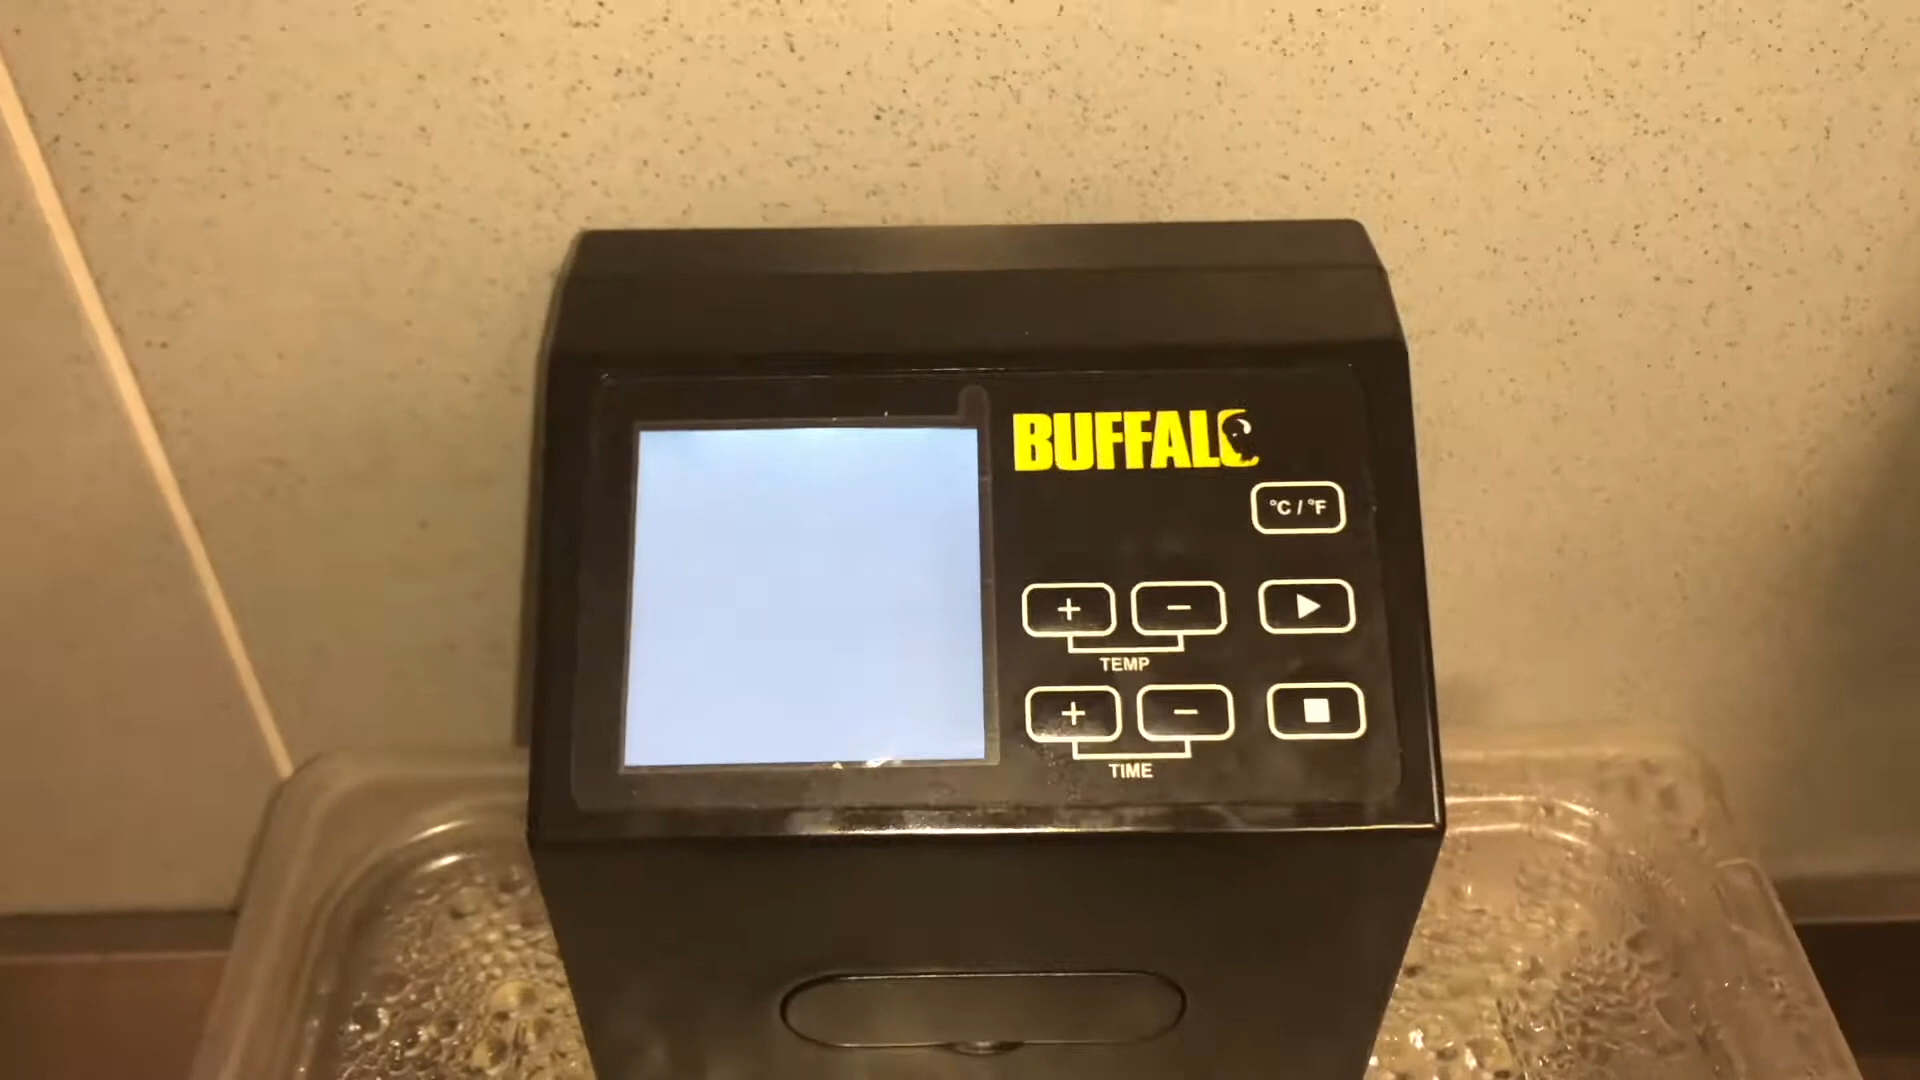 BUFFALO
°C / °F
+ −
TEMP
+ −
TIME